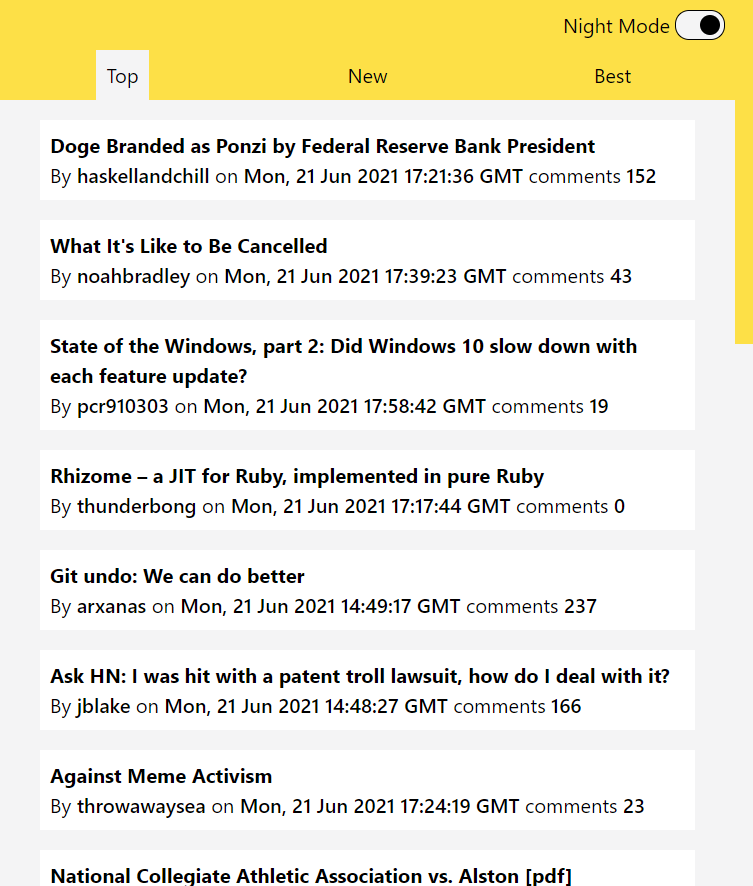 Night Mode
Top New Best
Doge Branded as Ponzi by Federal Reserve Bank President
By haskellandchill on Mon, 21 Jun 2021 17:21:36 GMT comments 152
What It's Like to Be Cancelled
By noahbradley on Mon, 21 Jun 2021 17:39:23 GMT comments 43
State of the Windows, part 2: Did Windows 10 slow down with
each feature update?
By pcr910303 on Mon, 21 Jun 2021 17:58:42 GMT comments 19
Rhizome – a JIT for Ruby, implemented in pure Ruby
By thunderbong on Mon, 21 Jun 2021 17:17:44 GMT comments 0
Git undo: We can do better
By arxanas on Mon, 21 Jun 2021 14:49:17 GMT comments 237
Ask HN: I was hit with a patent troll lawsuit, how do I deal with it?
By jblake on Mon, 21 Jun 2021 14:48:27 GMT comments 166
Against Meme Activism
By throwawaysea on Mon, 21 Jun 2021 17:24:19 GMT comments 23
National Collegiate Athletic Association vs. Alston [pdf]